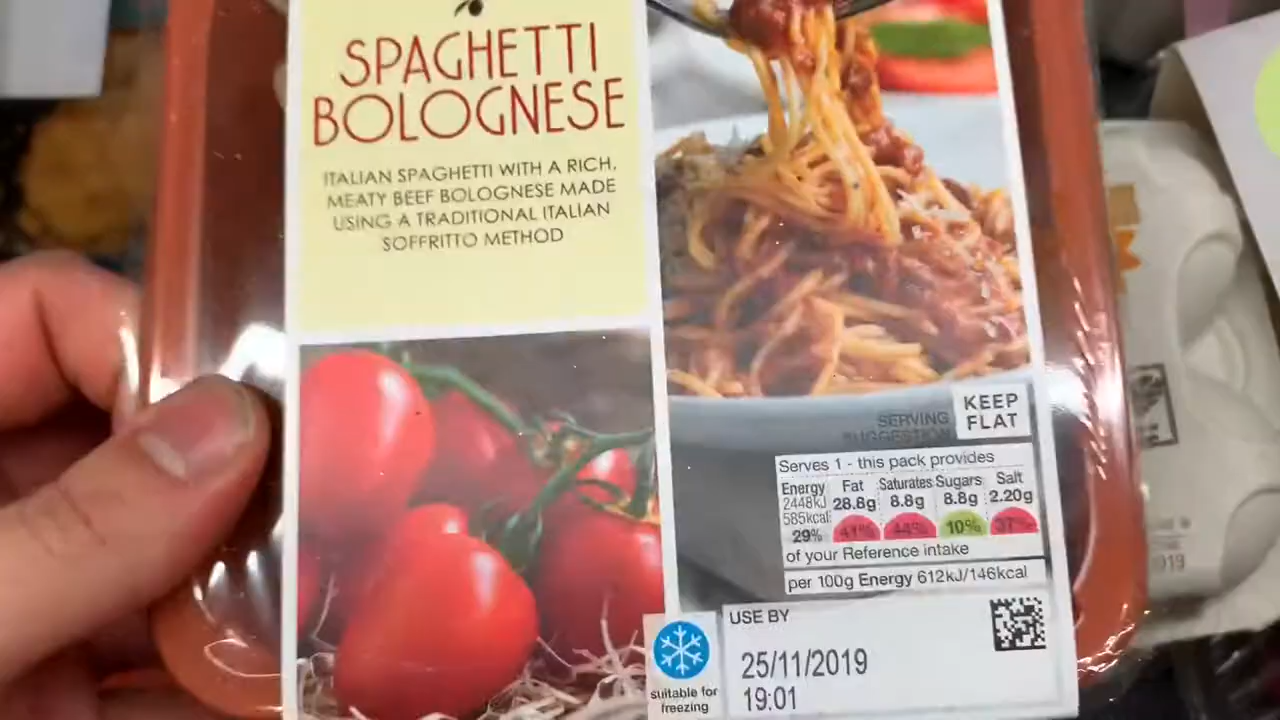 SPAGHETTI
BOLOGNESE
ITALIAN SPAGHETTI WITH A RICH,
MEATY BEEF BOLOGNESE MADE
USING A TRADITIONAL ITALIAN
SOFFRITTO METHOD
SERVING
SUGGESTION
KEEP
FLAT
Serves 1 - this pack provides
Energy Fat Saturates Sugars Salt
2448kJ 28.8g 8.8g 8.8g 2.20g
585kcal
29% 41% 44% 10% 37%
of your Reference intake
per 100g Energy 612kJ/146kcal
USE BY
25/11/2019
19:01
suitable for
freezing